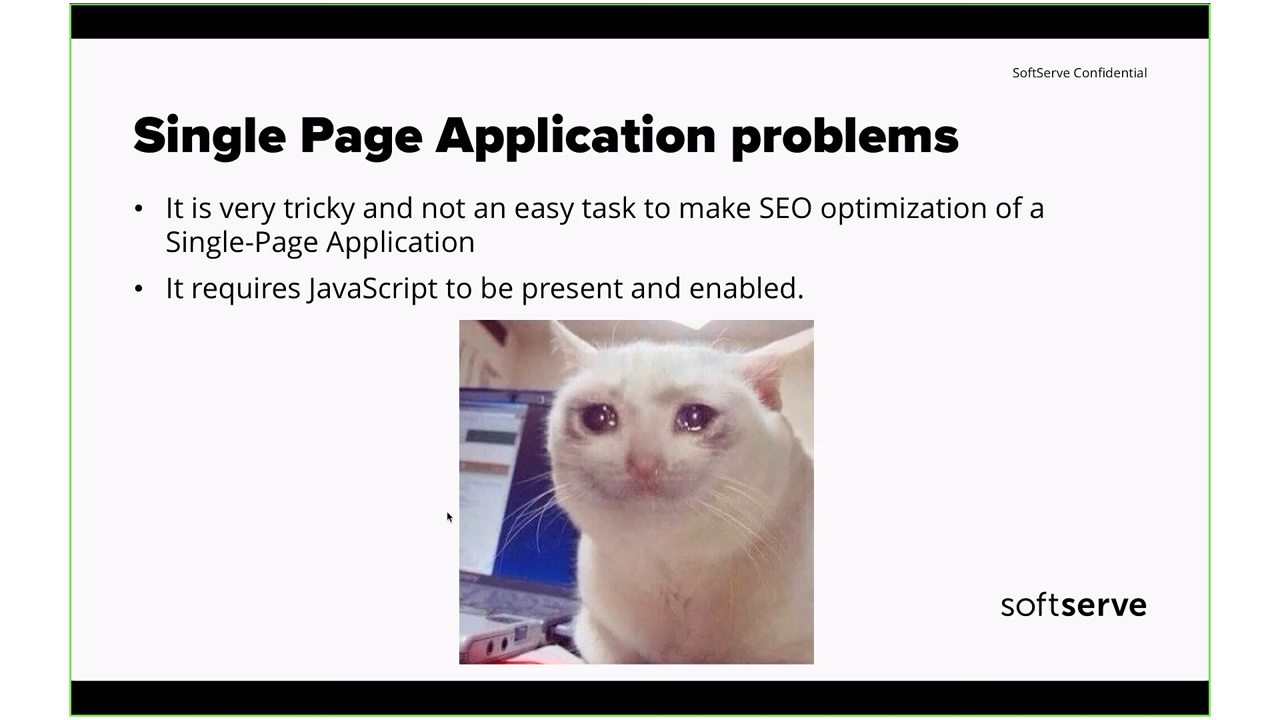 SoftServe Confidential
Single Page Application problems
• It is very tricky and not an easy task to make SEO optimization of a
Single-Page Application
• It requires JavaScript to be present and enabled.
softserve